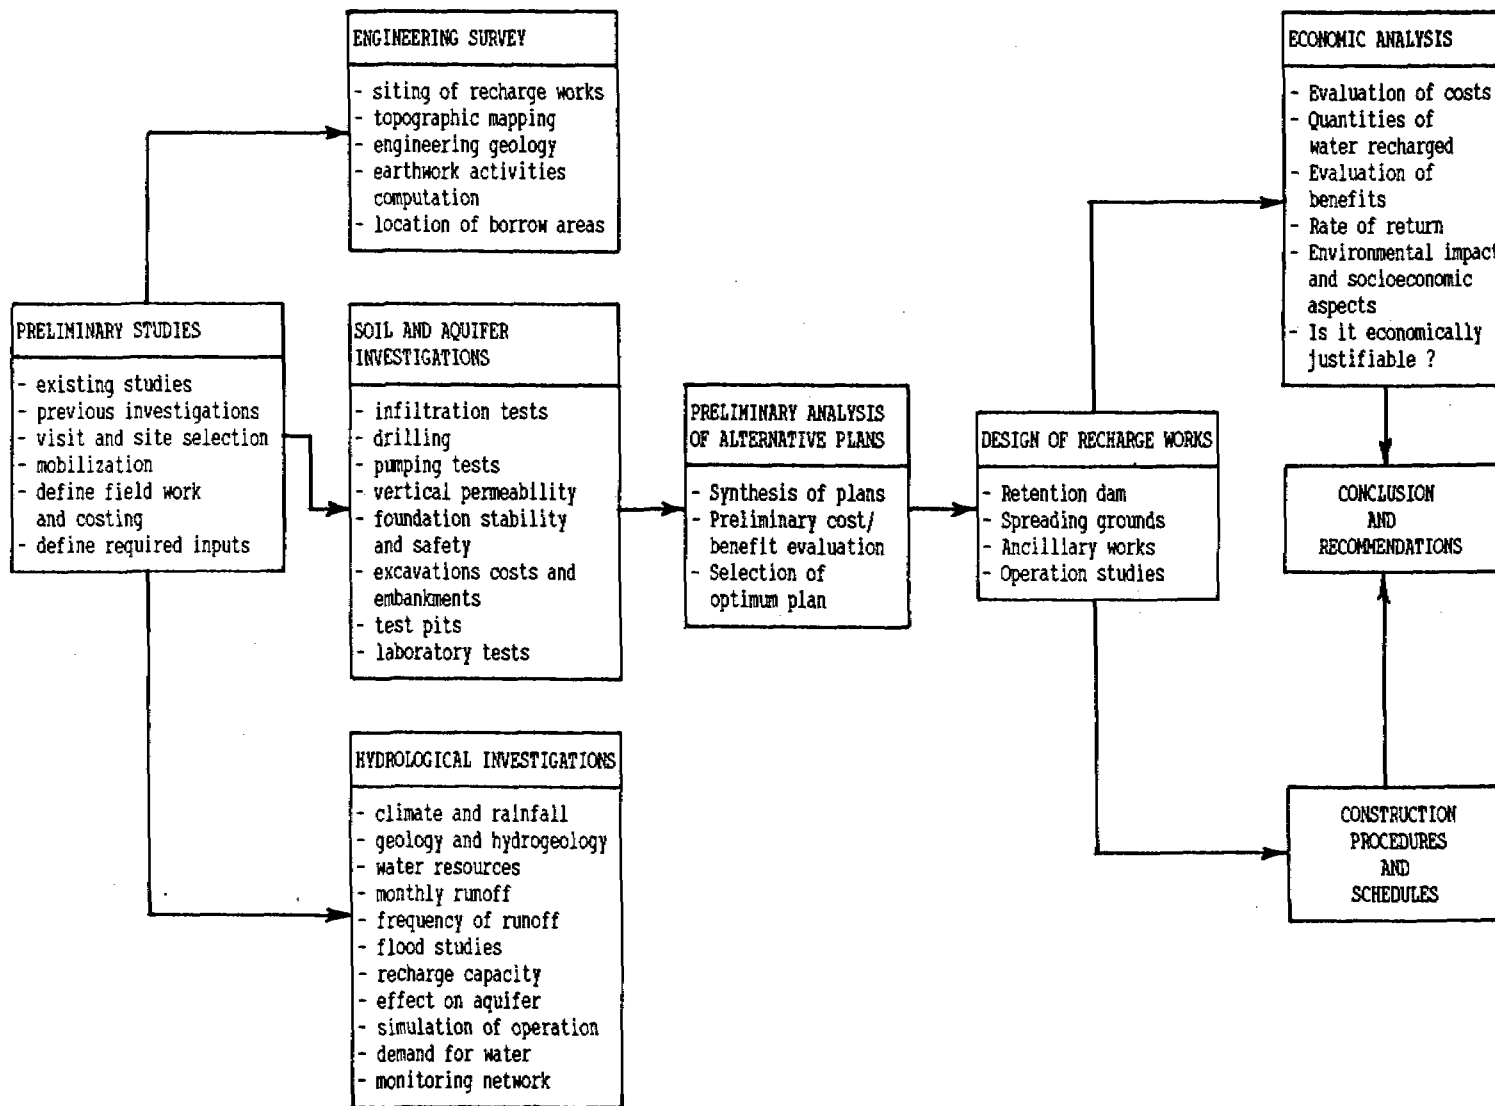 ENGINEERING SURVEY
- siting of recharge works
- topographic mapping
- engineering geology
- earthwork activities
computation
- location of borrow areas
PRELIMINARY STUDIES
- existing studies
- previous investigations
- visit and site selection
- mobilization
- define field work
and costing
- define required inputs
SOIL AND AQUIFER
INVESTIGATIONS
- infiltration tests
- drilling
- pumping tests
- vertical permeability
- foundation stability
and safety
- excavations costs and
embankments
- test pits
- laboratory tests
HYDROLOGICAL INVESTIGATIONS
- climate and rainfall
- geology and hydrogeology
- water resources
- monthly runoff
- frequency of runoff
- flood studies
- recharge capacity
- effect on aquifer
- simulation of operation
- demand for water
- monitoring network
PRELIMINARY ANALYSIS
OF ALTERNATIVE PLANS
- Synthesis of plans
- Preliminary cost/
benefit evaluation
- Selection of
optimum plan
DESIGN OF RECHARGE WORKS
- Retention dam
- Spreading grounds
- Ancilllary works
- Operation studies
ECONOMIC ANALYSIS
- Evaluation of costs
- Quantities of
water recharged
- Evaluation of
benefits
- Rate of return
- Environmental impact
and socioeconomic
aspects
- Is it economically
justifiable ?
CONCLUSION
AND
RECOMMENDATIONS
CONSTRUCTION
PROCEDURES
AND
SCHEDULES